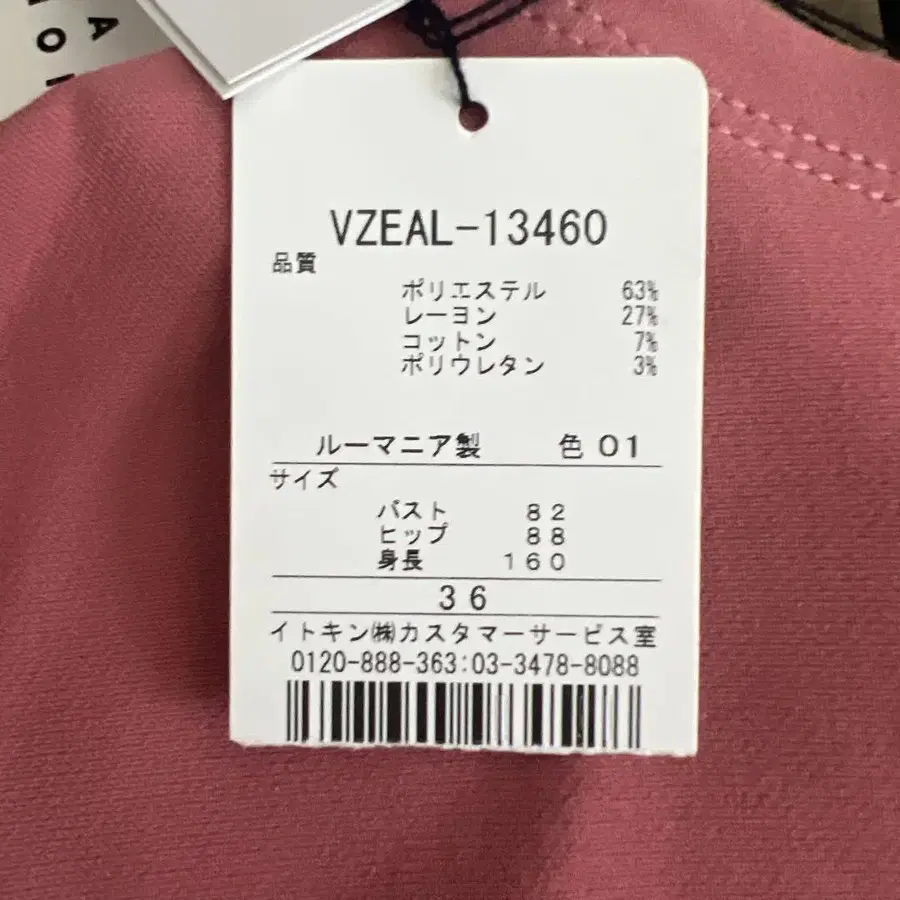 VZEAL-13460
品質
ポリエステル 63%
レーヨン 27%
コットン 7%
ポリウレタン 3%
ルーマニア製 色 01
サイズ
バスト 82
ヒップ 88
身長 160
36
イトキン㈱カスタマーサービス室
0120-888-363:03-3478-8088